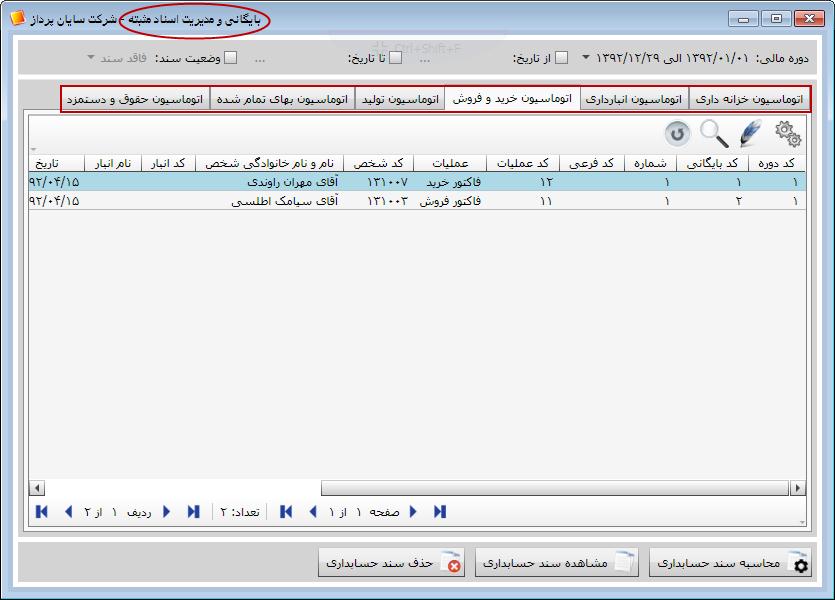 بایگانی و مدیریت اسناد مثبته - شرکت سایان پرداز
Ctrl+Shift+F
دوره مالی: ۱۳۹۲/۰۱/۰۱ الی ۱۳۹۲/۱۲/۲۹ از تاریخ: ... تا تاریخ: ... وضعیت سند: فاقد سند
اتوماسیون خزانه داری اتوماسیون انبارداری اتوماسیون خرید و فروش اتوماسیون تولید اتوماسیون بهای تمام شده اتوماسیون حقوق و دستمزد
کد دوره کد بایگانی شماره کد فرعی کد عملیات عملیات کد شخص نام و نام خانوادگی شخص کد انبار نام انبار تاریخ
۱ ۱ ۱ ۱۲ فاکتور خرید ۱۳۱۰۰۷ آقای مهران راوندی ۹۲/۰۴/۱۵
۱ ۲ ۱ ۱۱ فاکتور فروش ۱۳۱۰۰۳ آقای سیامک اطلسی ۹۲/۰۴/۱۵
صفحه ۱ از ۱ تعداد: ۲ ردیف ۱ از ۲
محاسبه سند حسابداری مشاهده سند حسابداری حذف سند حسابداری